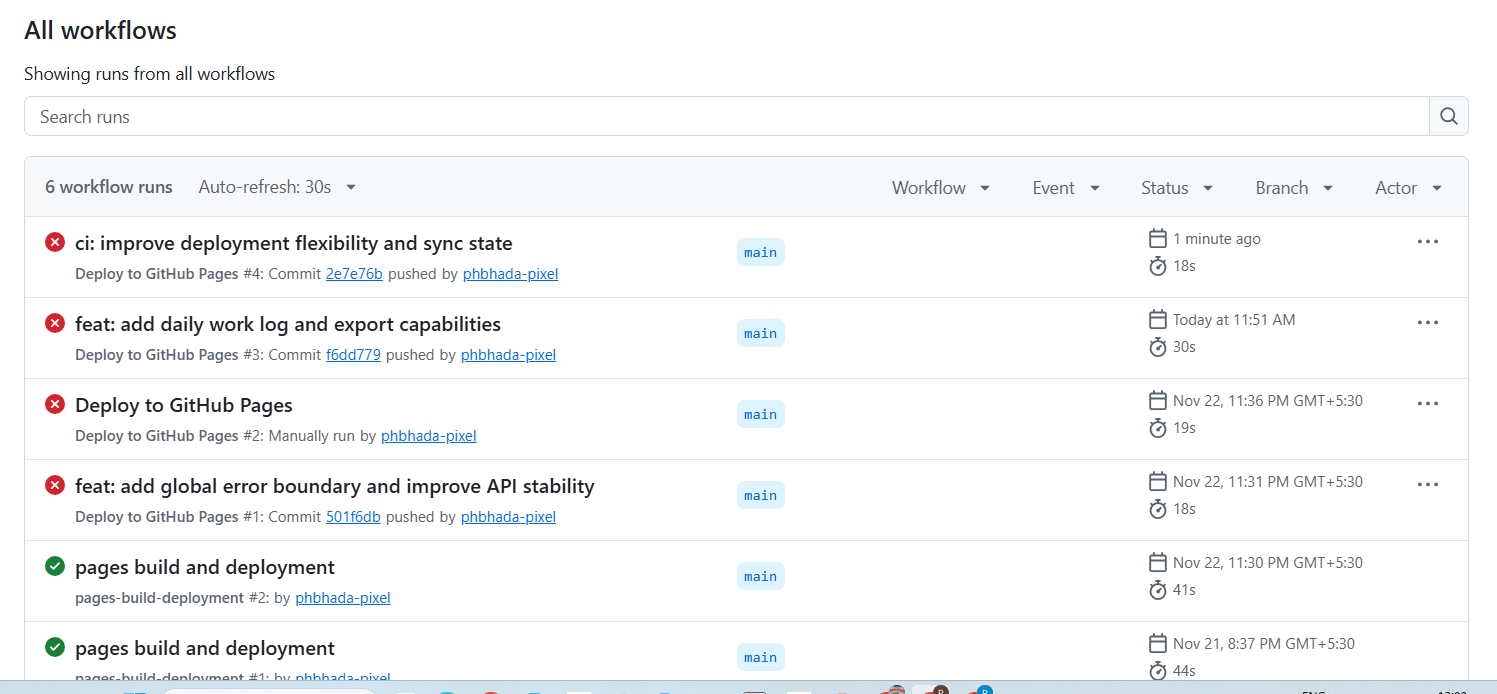 All workflows
Showing runs from all workflows
Search runs
6 workflow runs Auto-refresh: 30s Workflow Event Status Branch Actor
ci: improve deployment flexibility and sync state
main
1 minute ago
Deploy to GitHub Pages #4: Commit 2e7e76b pushed by phbhada-pixel
18s
feat: add daily work log and export capabilities
main
Today at 11:51 AM
Deploy to GitHub Pages #3: Commit f6dd779 pushed by phbhada-pixel
30s
Deploy to GitHub Pages
main
Nov 22, 11:36 PM GMT+5:30
Deploy to GitHub Pages #2: Manually run by phbhada-pixel
19s
feat: add global error boundary and improve API stability
main
Nov 22, 11:31 PM GMT+5:30
Deploy to GitHub Pages #1: Commit 501f6db pushed by phbhada-pixel
18s
pages build and deployment
main
Nov 22, 11:30 PM GMT+5:30
pages-build-deployment #2: by phbhada-pixel
41s
pages build and deployment
main
Nov 21, 8:37 PM GMT+5:30
pages-build-deployment #1: by phbhada-pixel
44s